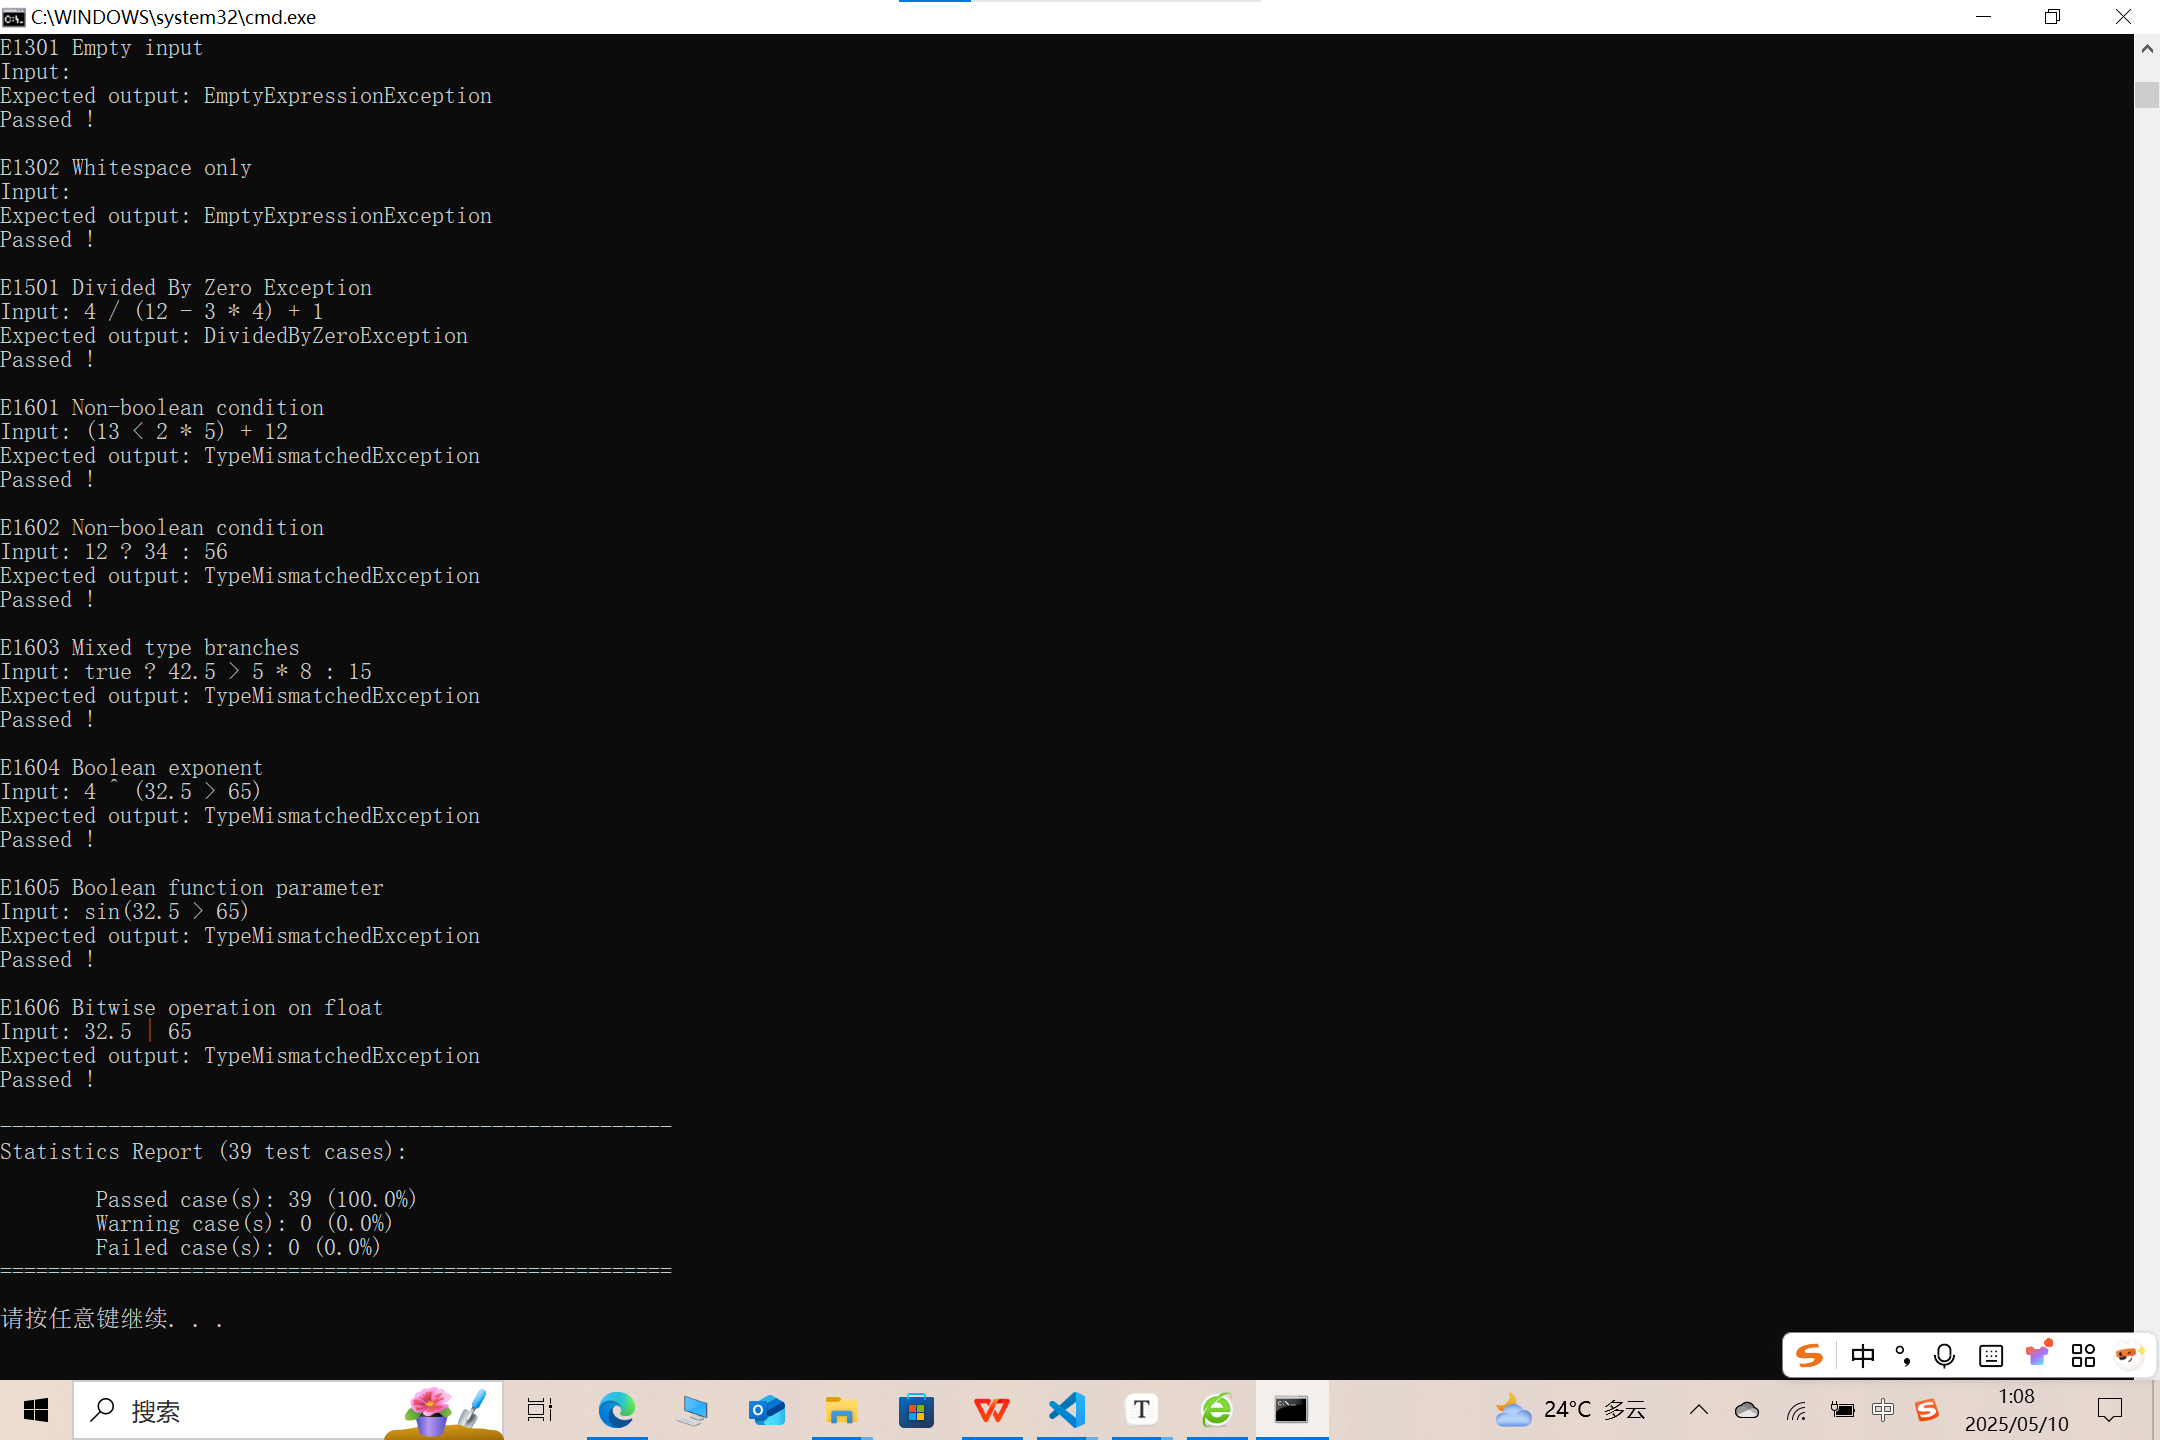 C:\WINDOWS\system32\cmd.exe
E1301 Empty input
Input:
Expected output: EmptyExpressionException
Passed !
E1302 Whitespace only
Input:
Expected output: EmptyExpressionException
Passed !
E1501 Divided By Zero Exception
Input: 4 / (12 - 3 * 4) + 1
Expected output: DividedByZeroException
Passed !
E1601 Non-boolean condition
Input: (13 < 2 * 5) + 12
Expected output: TypeMismatchedException
Passed !
E1602 Non-boolean condition
Input: 12 ? 34 : 56
Expected output: TypeMismatchedException
Passed !
E1603 Mixed type branches
Input: true ? 42.5 > 5 * 8 : 15
Expected output: TypeMismatchedException
Passed !
E1604 Boolean exponent
Input: 4 ^ (32.5 > 65)
Expected output: TypeMismatchedException
Passed !
E1605 Boolean function parameter
Input: sin(32.5 > 65)
Expected output: TypeMismatchedException
Passed !
E1606 Bitwise operation on float
Input: 32.5 | 65
Expected output: TypeMismatchedException
Passed !
--------------------------------------------------------
Statistics Report (39 test cases):
Passed case(s): 39 (100.0%)
Warning case(s): 0 (0.0%)
Failed case(s): 0 (0.0%)
========================================================
请按任意键继续. . .
中
搜索
24°C 多云
中
1:08
2025/05/10